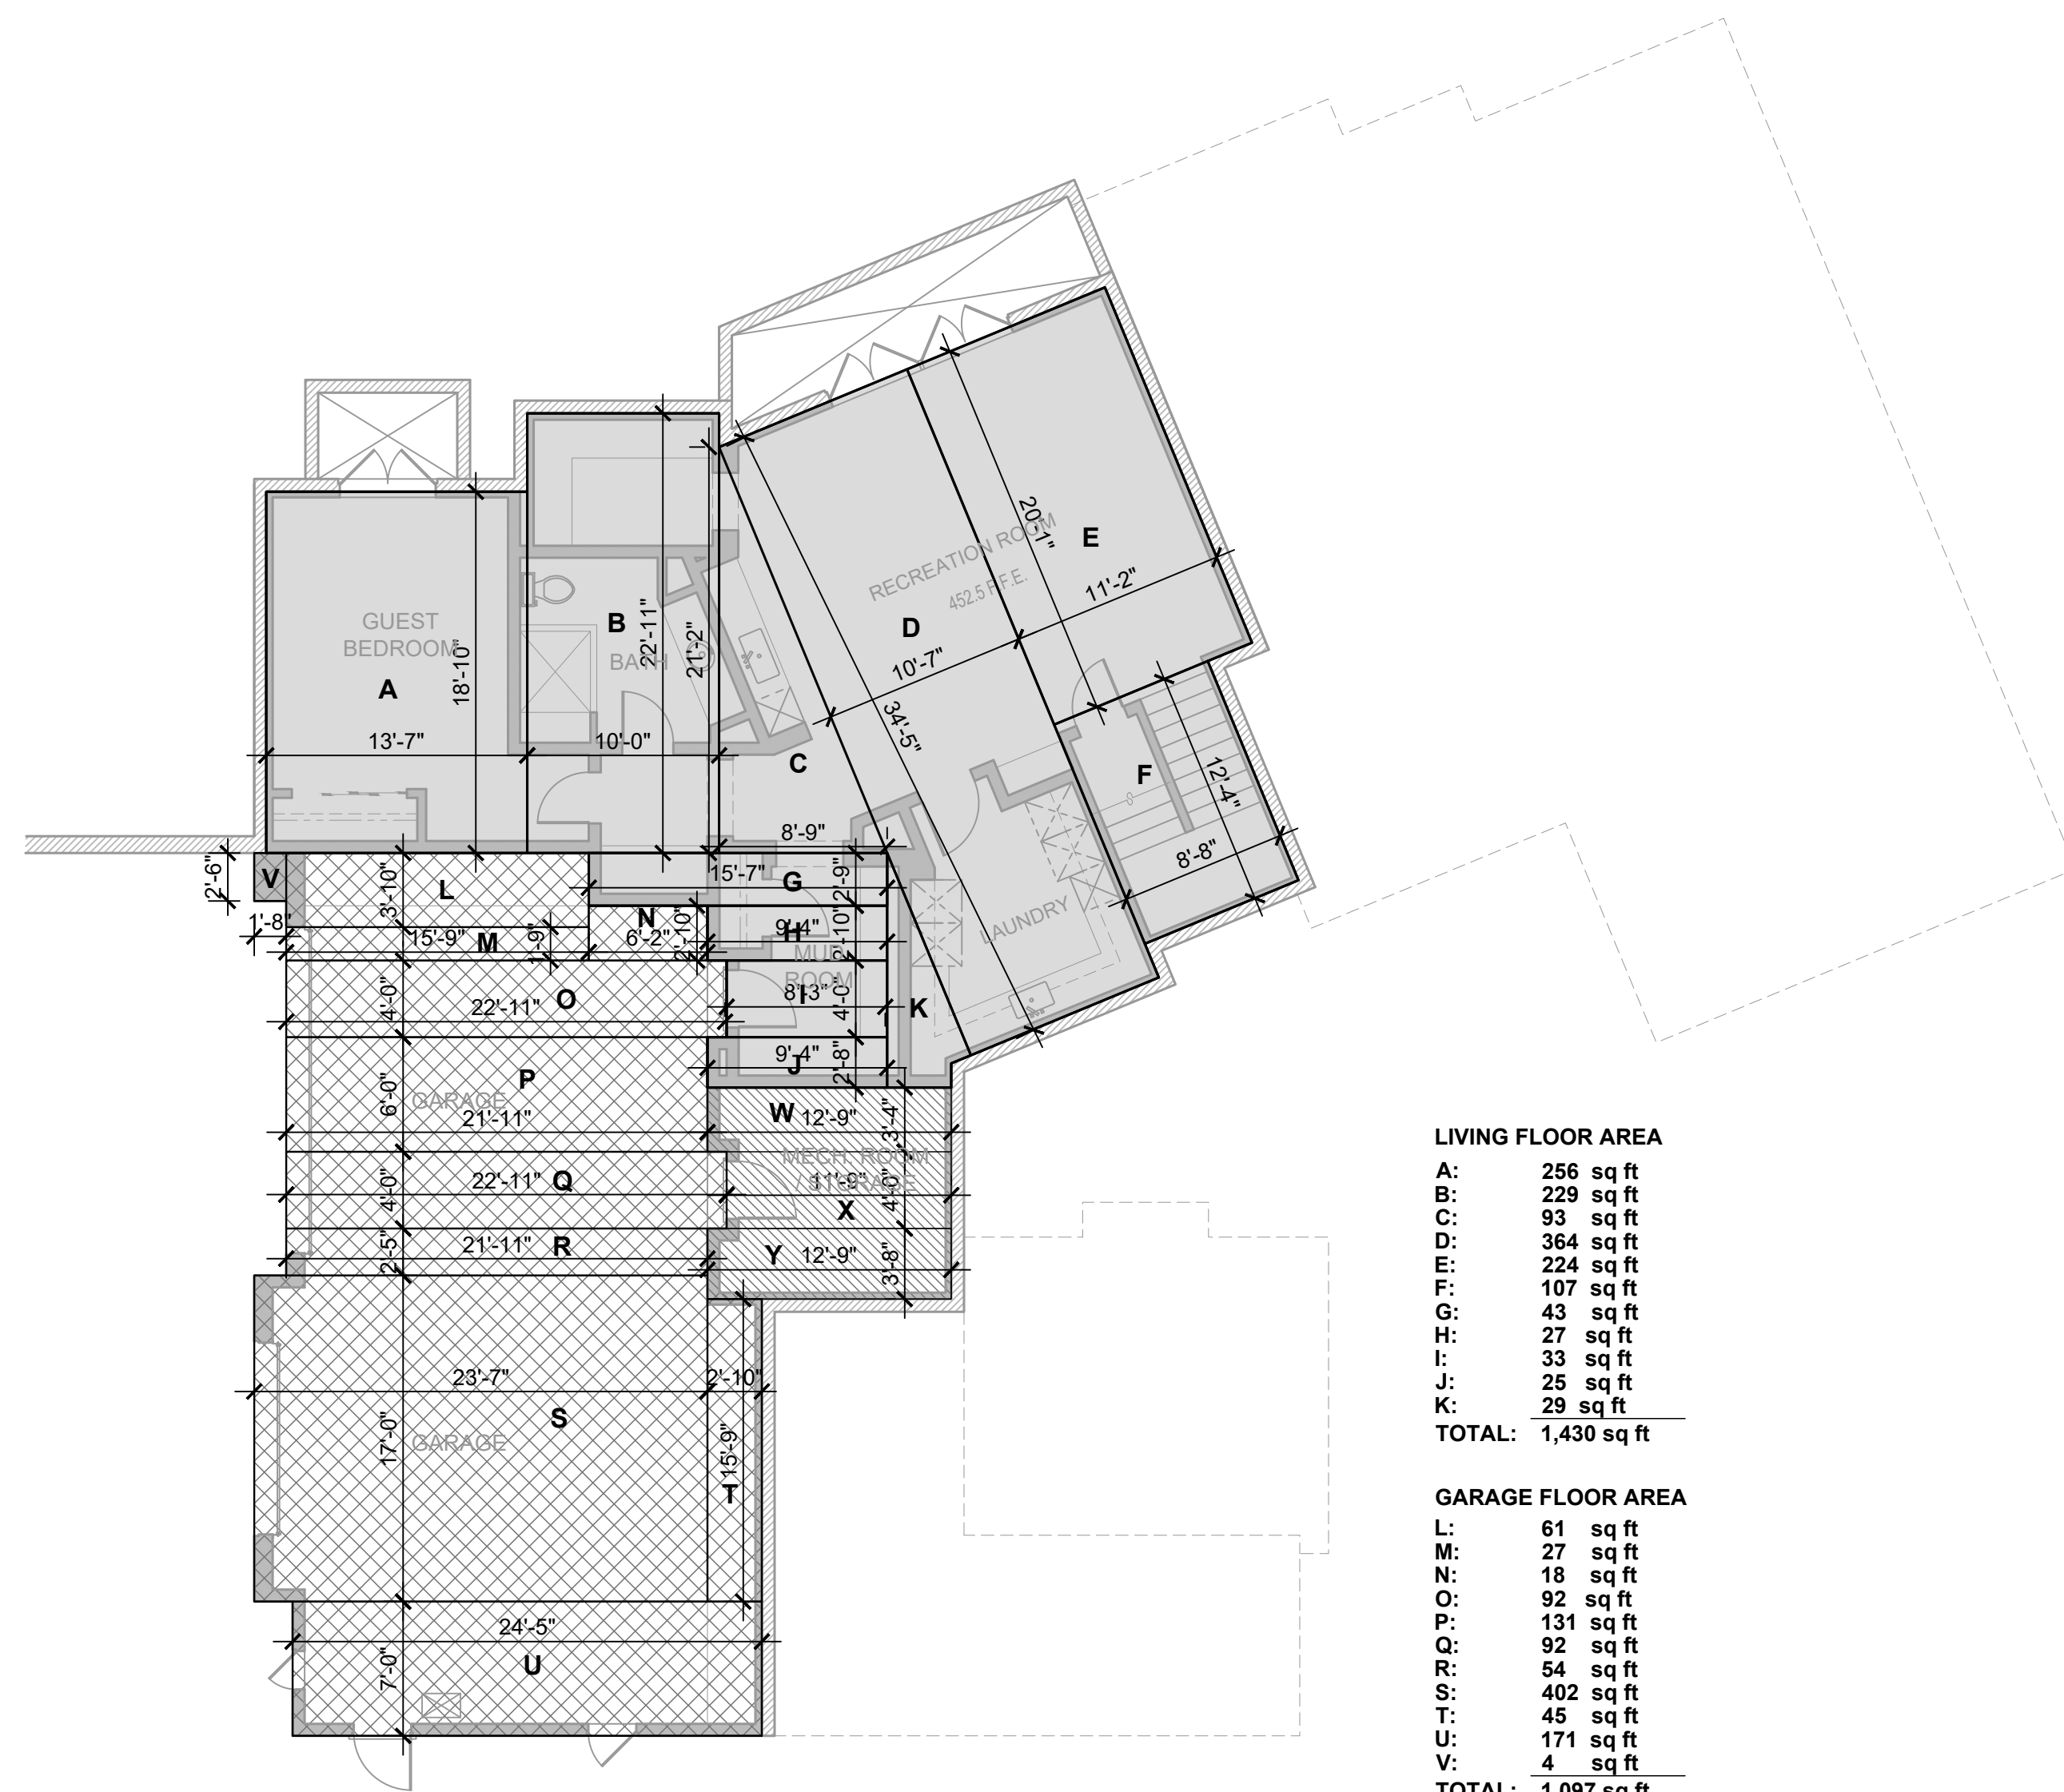 20'-1"
E
RECREATION ROOM
452.5 F.F.E.
11'-2"
D
10'-7"
34'-5"
GUEST
BEDROOM
A
18'-10"
13'-7"
B
BATH
22'-11"
21'-2"
10'-0"
C
F
12'-4"
8'-8"
8'-9"
V
2'-6"
1'-8"
L
3'-10"
15'-9"
M
1'-9"
15'-7"
G
2'-9"
N
6'-2"
2'-10"
9'-4"
H
2'-10"
MUD
ROOM
LAUNDRY
8'-3"
I
4'-0"
K
9'-4"
J
2'-8"
O
22'-11"
4'-0"
P
GARAGE
21'-11"
6'-0"
Q
22'-11"
4'-0"
R
21'-11"
2'-5"
W
12'-9"
3'-4"
MECH. ROOM
/ STORAGE
11'-9"
4'-0"
X
Y
12'-9"
3'-8"
23'-7"
2'-10"
S
GARAGE
17'-0"
15'-9"
T
24'-5"
U
7'-0"
LIVING FLOOR AREA
A: 256 sq ft
B: 229 sq ft
C: 93 sq ft
D: 364 sq ft
E: 224 sq ft
F: 107 sq ft
G: 43 sq ft
H: 27 sq ft
I: 33 sq ft
J: 25 sq ft
K: 29 sq ft
TOTAL: 1,430 sq ft
GARAGE FLOOR AREA
L: 61 sq ft
M: 27 sq ft
N: 18 sq ft
O: 92 sq ft
P: 131 sq ft
Q: 92 sq ft
R: 54 sq ft
S: 402 sq ft
T: 45 sq ft
U: 171 sq ft
V: 4 sq ft
TOTAL: 1,097 sq ft